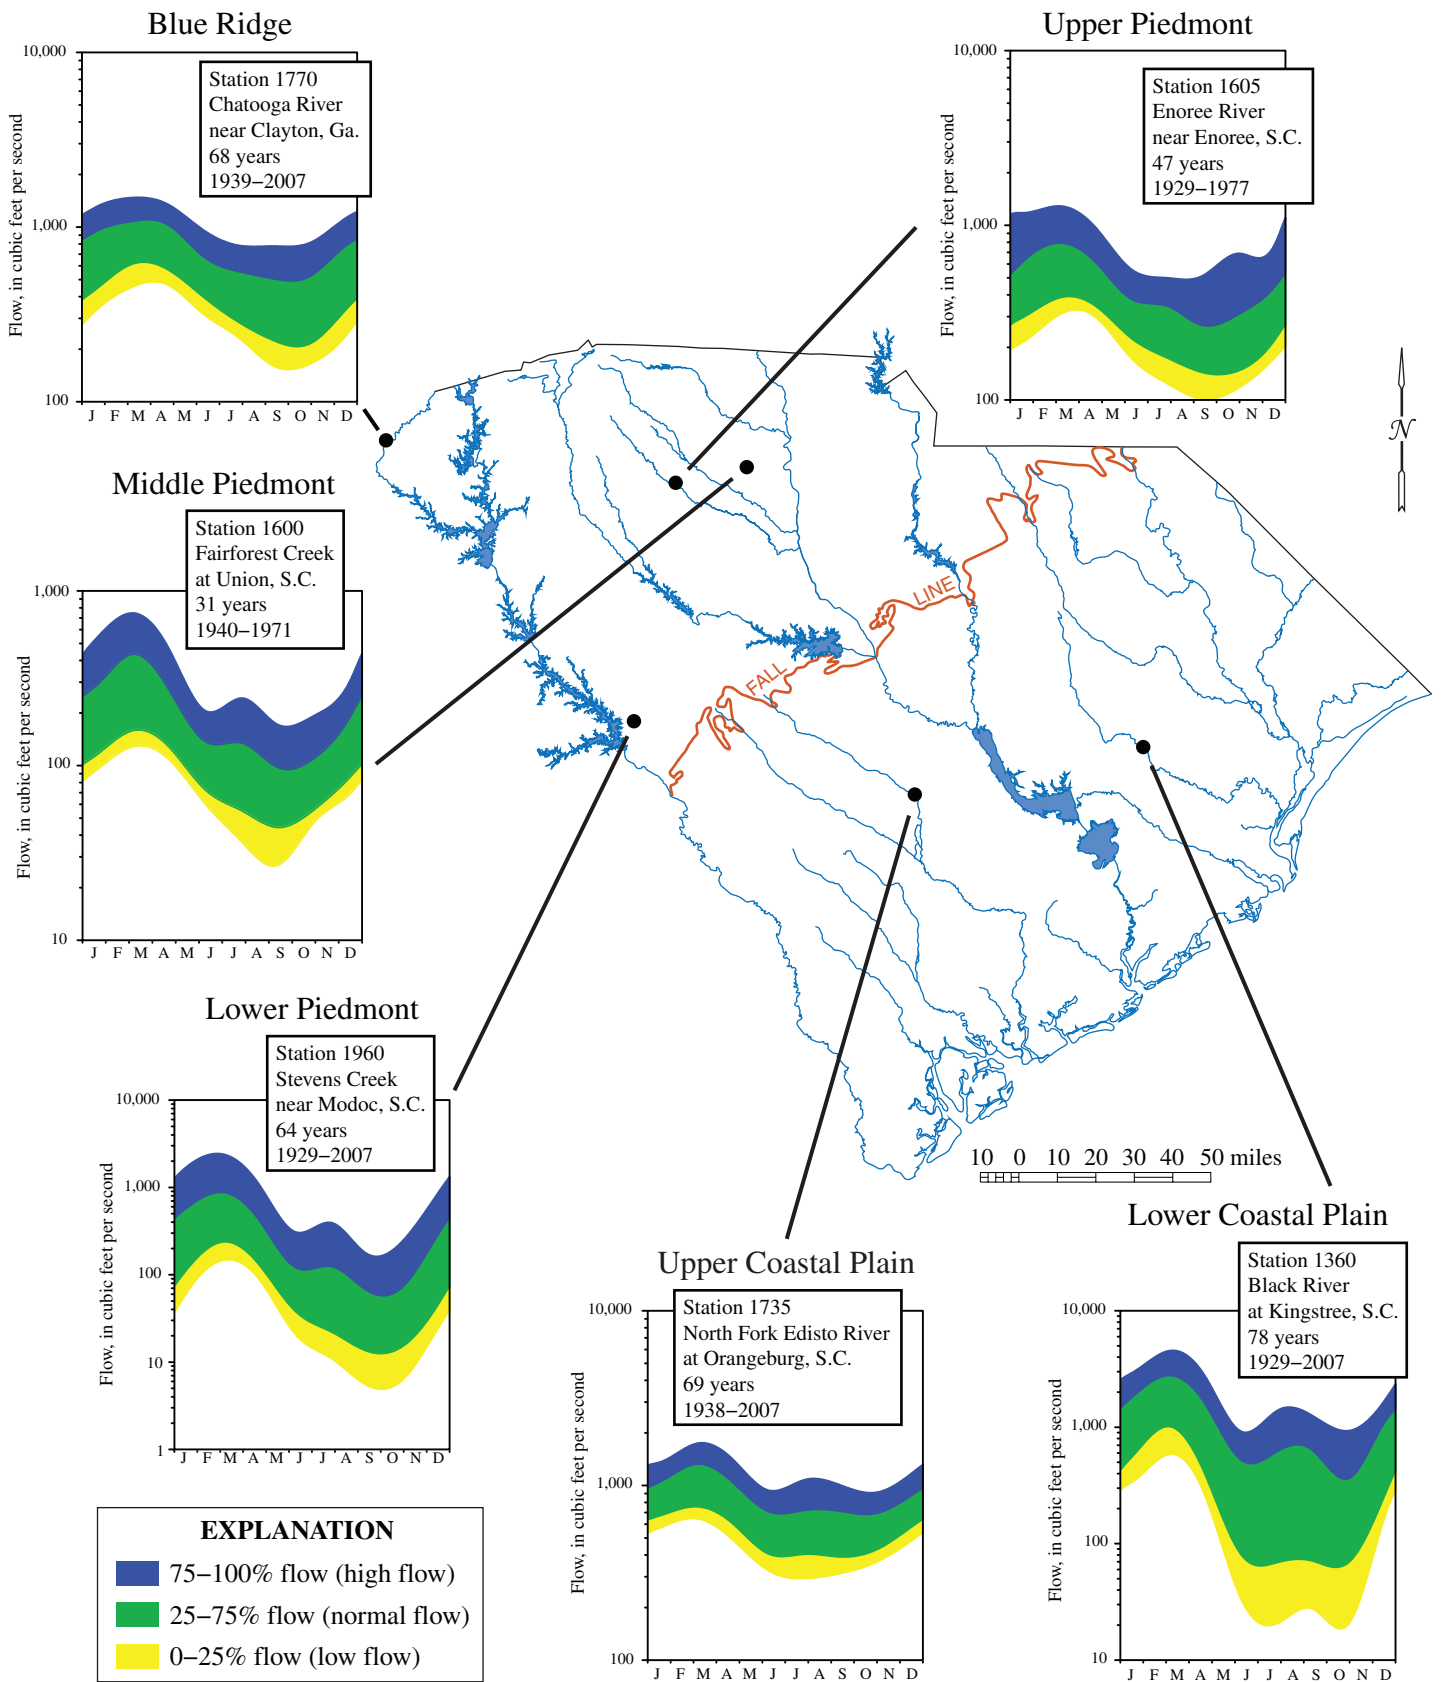 Blue Ridge
10,000
1,000
100
Flow, in cubic feet per second
Station 1770
Chatooga River
near Clayton, Ga.
68 years
1939–2007
J F M A M J J A S O N D
Upper Piedmont
10,000
1,000
100
Flow, in cubic feet per second
Station 1605
Enoree River
near Enoree, S.C.
47 years
1929–1977
J F M A M J J A S O N D
N
Middle Piedmont
1,000
100
10
Flow, in cubic feet per second
Station 1600
Fairforest Creek
at Union, S.C.
31 years
1940–1971
J F M A M J J A S O N D
FALL LINE
Lower Piedmont
10,000
1,000
100
10
1
Flow, in cubic feet per second
Station 1960
Stevens Creek
near Modoc, S.C.
64 years
1929–2007
J F M A M J J A S O N D
10 0 10 20 30 40 50 miles
Upper Coastal Plain
10,000
1,000
100
Flow, in cubic feet per second
Station 1735
North Fork Edisto River
at Orangeburg, S.C.
69 years
1938–2007
J F M A M J J A S O N D
Lower Coastal Plain
10,000
1,000
100
10
Flow, in cubic feet per second
Station 1360
Black River
at Kingstree, S.C.
78 years
1929–2007
J F M A M J J A S O N D
EXPLANATION
75–100% flow (high flow)
25–75% flow (normal flow)
0–25% flow (low flow)